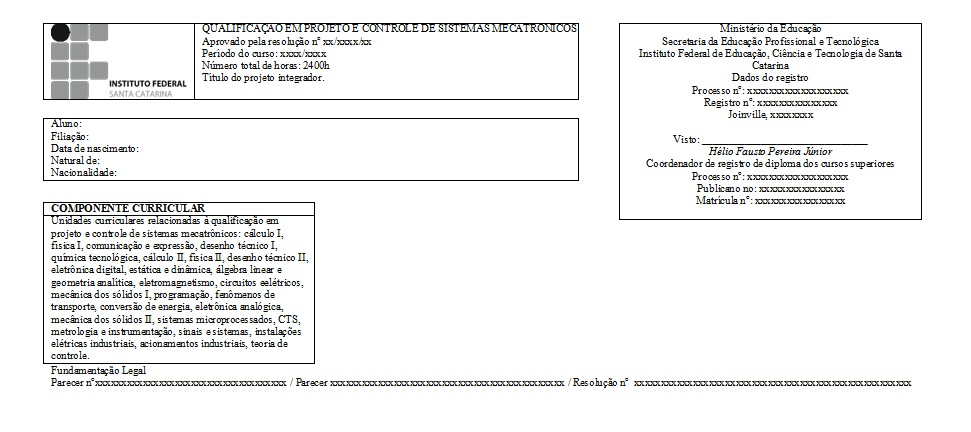 INSTITUTO FEDERAL
SANTA CATARINA
QUALIFICAÇÃO EM PROJETO E CONTROLE DE SISTEMAS MECATRÔNICOS
Aprovado pela resolução nº xx/xxxx/xx
Período do curso: xxxx/xxxx
Número total de horas: 2400h
Título do projeto integrador.
Ministério da Educação
Secretaria da Educação Profissional e Tecnológica
Instituto Federal de Educação, Ciência e Tecnologia de Santa
Catarina
Dados do registro
Processo nº: xxxxxxxxxxxxxxxxxxx
Registro nº: xxxxxxxxxxxxxxx
Joinville, xxxxxxxx
Visto: ______________________________
Hélio Fausto Pereira Júnior
Coordenador de registro de diploma dos cursos superiores
Processo nº: xxxxxxxxxxxxxxxxxxx
Publicano no: xxxxxxxxxxxxxxxx
Matrícula nº: xxxxxxxxxxxxxxxxx
Aluno:
Filiação:
Data de nascimento:
Natural de:
Nacionalidade:
COMPONENTE CURRICULAR
Unidades curriculares relacionadas à qualificação em
projeto e controle de sistemas mecatrônicos: cálculo I,
física I, comunicação e expressão, desenho técnico I,
química tecnológica, cálculo II, física II, desenho técnico II,
eletrônica digital, estática e dinâmica, álgebra linear e
geometria analítica, eletromagnetismo, circuitos eelétricos,
mecânica dos sólidos I, programação, fenômenos de
transporte, conversão de energia, eletrônica analógica,
mecânica dos sólidos II, sistemas microprocessados, CTS,
metrologia e instrumentação, sinais e sistemas, instalações
elétricas industriais, acionamentos industriais, teoria de
controle.
Fundamentação Legal
Parecer nºxxxxxxxxxxxxxxxxxxxxxxxxxxxxxxxxxxxx / Parecer xxxxxxxxxxxxxxxxxxxxxxxxxxxxxxxxxxxxxxxxxxxx / Resolução nº xxxxxxxxxxxxxxxxxxxxxxxxxxxxxxxxxxxxxxxxxxxxxxxxxxxx